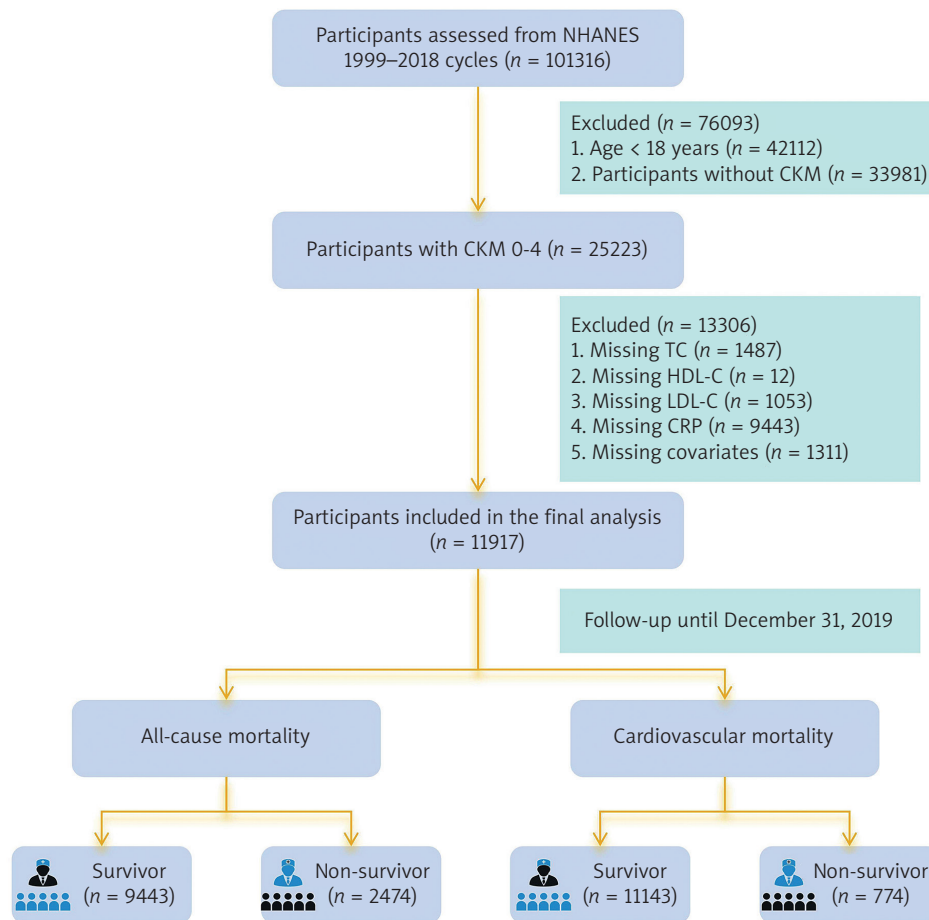 Participants assessed from NHANES
1999–2018 cycles (n = 101316)
Excluded (n = 76093)
1. Age < 18 years (n = 42112)
2. Participants without CKM (n = 33981)
Participants with CKM 0-4 (n = 25223)
Excluded (n = 13306)
1. Missing TC (n = 1487)
2. Missing HDL-C (n = 12)
3. Missing LDL-C (n = 1053)
4. Missing CRP (n = 9443)
5. Missing covariates (n = 1311)
Participants included in the final analysis
(n = 11917)
Follow-up until December 31, 2019
All-cause mortality
Cardiovascular mortality
Survivor
(n = 9443)
Non-survivor
(n = 2474)
Survivor
(n = 11143)
Non-survivor
(n = 774)